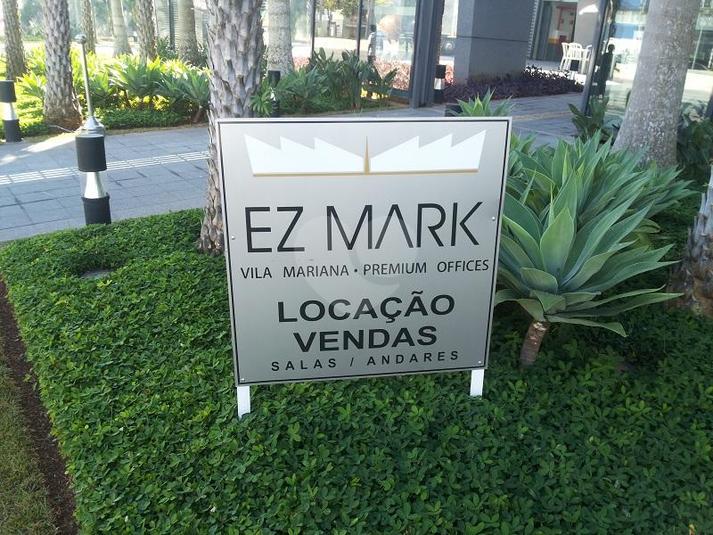 EZ MARK
VILA MARIANA • PREMIUM OFFICES
LOCAÇÃO
VENDAS
SALAS / ANDARES